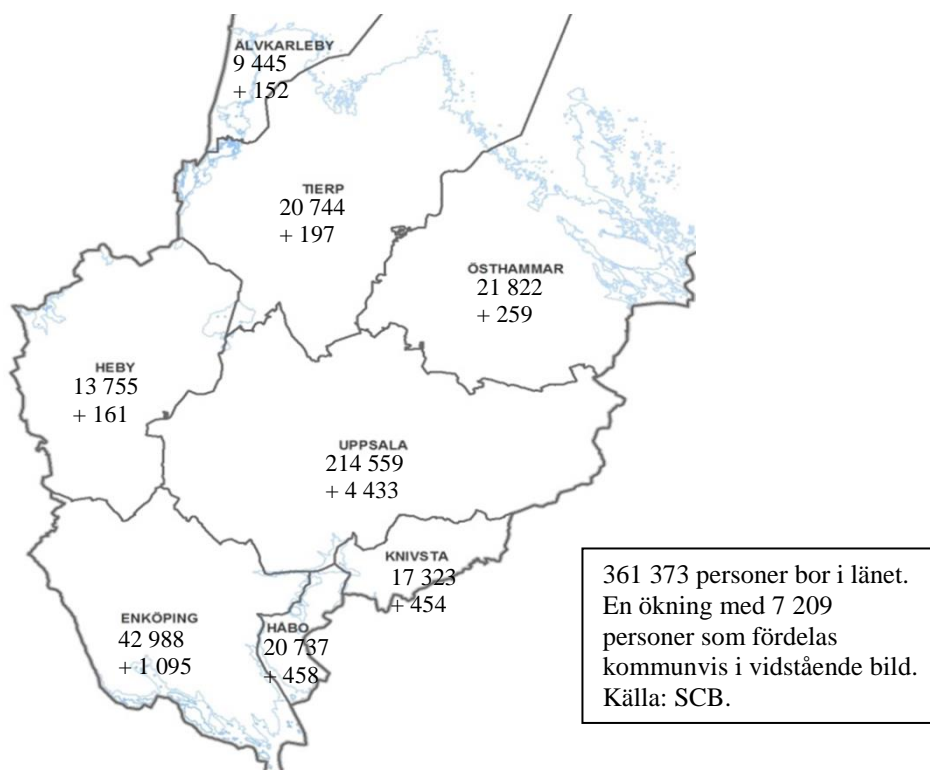 ÄLVKARLEBY
9 445
+ 152
TIERP
20 744
+ 197
ÖSTHAMMAR
21 822
+ 259
HEBY
13 755
+ 161
UPPSALA
214 559
+ 4 433
KNIVSTA
17 323
+ 454
ENKÖPING
42 988
+ 1 095
HÅBO
20 737
+ 458
361 373 personer bor i länet.
En ökning med 7 209
personer som fördelas
kommunvis i vidstående bild.
Källa: SCB.